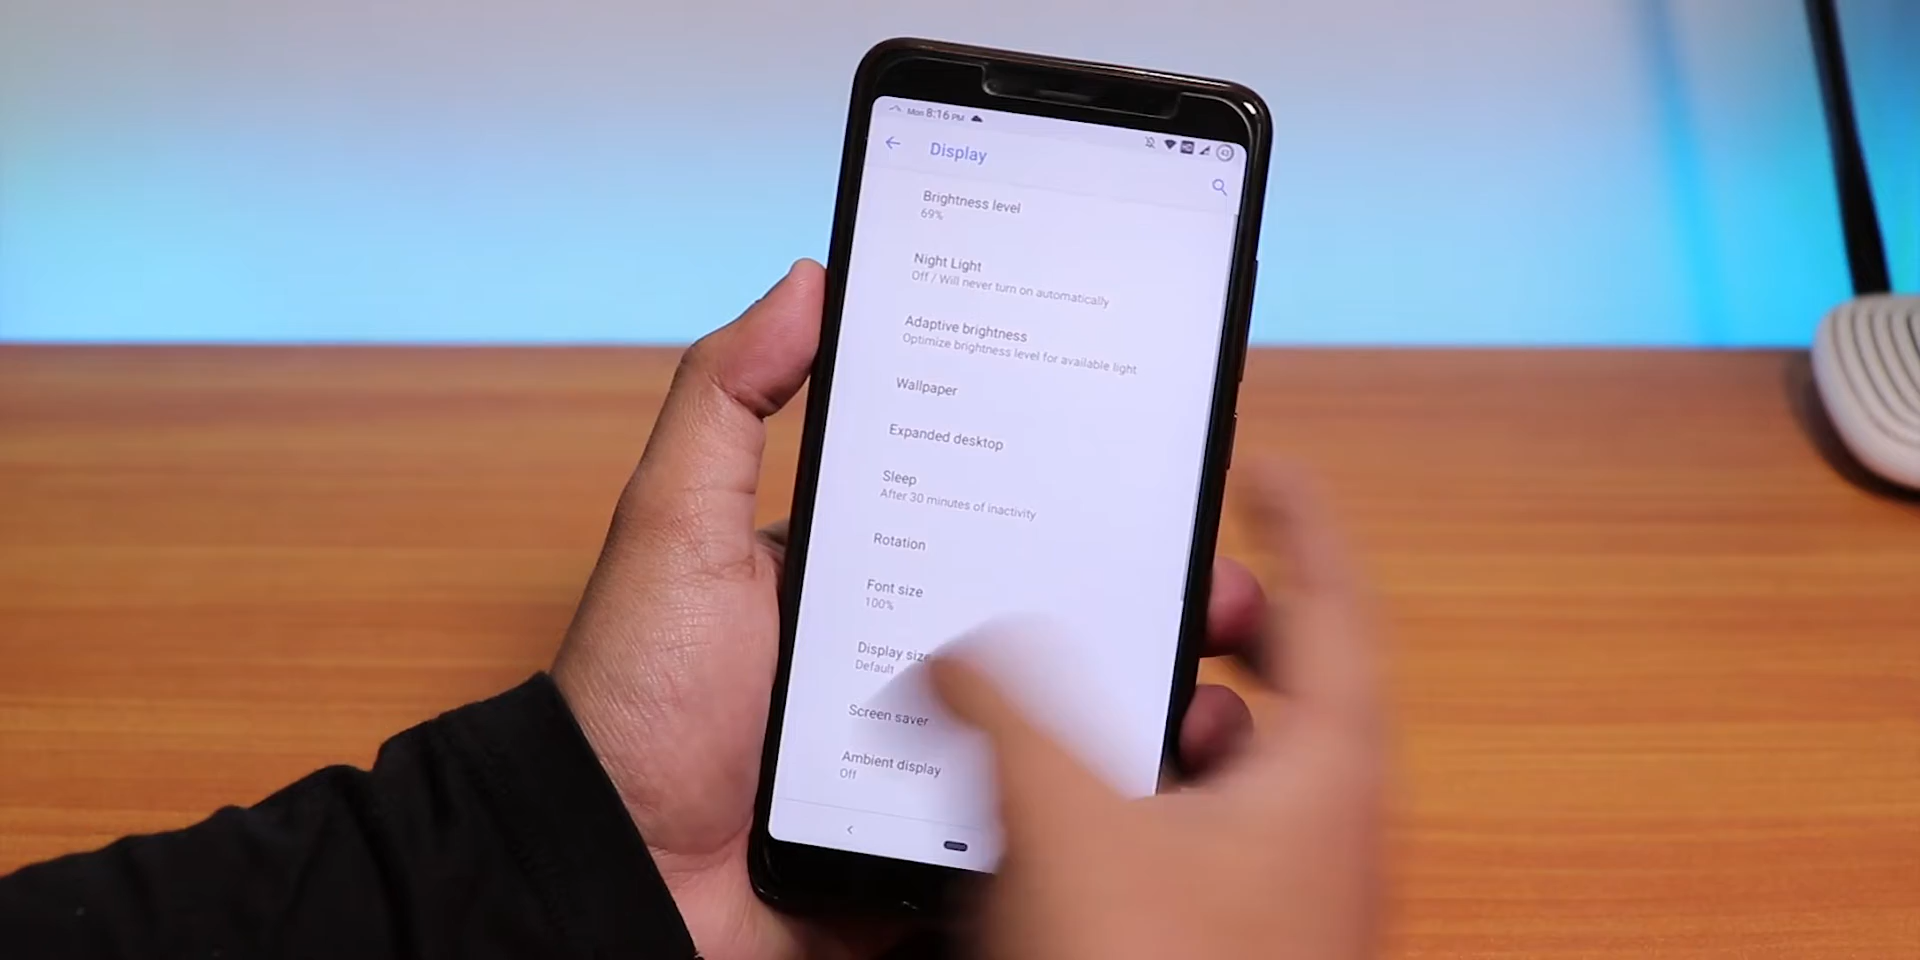 Mon 8:16 PM
Display
Brightness level
69%
Night Light
Off / Will never turn on automatically
Adaptive brightness
Optimize brightness level for available light
Wallpaper
Expanded desktop
Sleep
After 30 minutes of inactivity
Rotation
Font size
100%
Display size
Default
Screen saver
Ambient display
Off